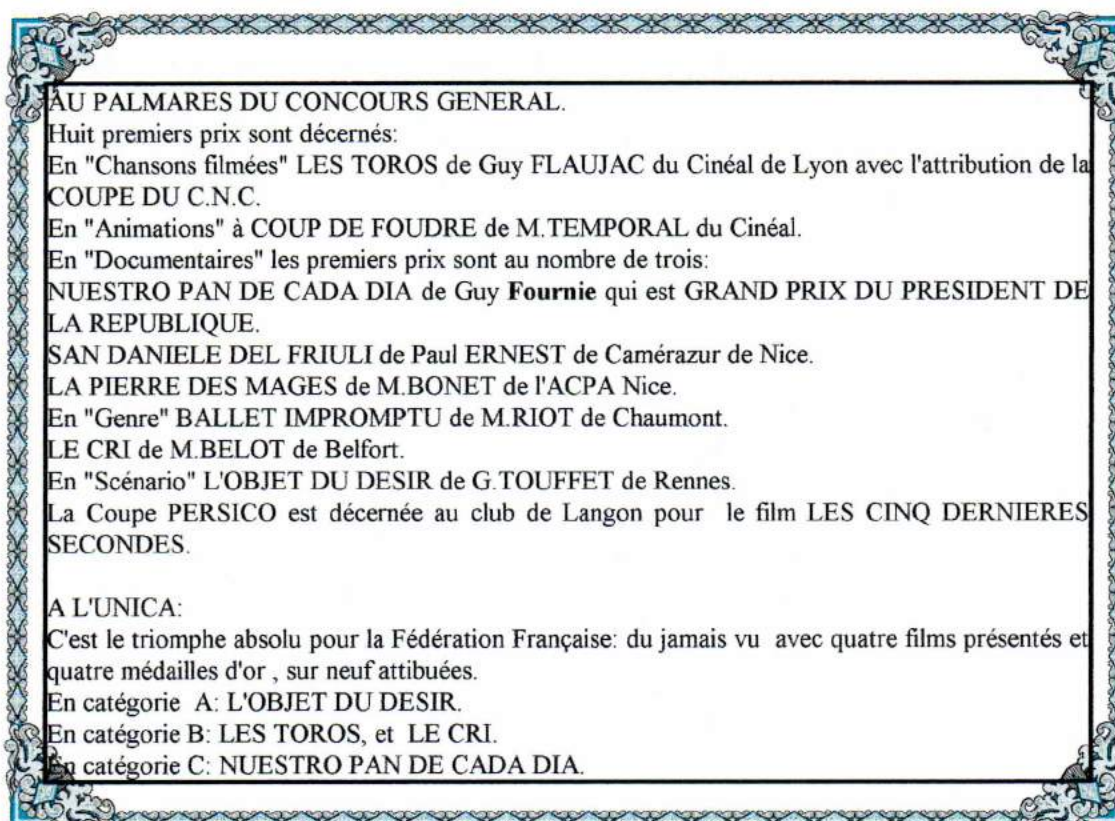 AU PALMARES DU CONCOURS GENERAL.
Huit premiers prix sont décernés:
En "Chansons filmées" LES TOROS de Guy FLAUJAC du Cinéal de Lyon avec l'attribution de la
COUPE DU C.N.C.
En "Animations" à COUP DE FOUDRE de M.TEMPORAL du Cinéal.
En "Documentaires" les premiers prix sont au nombre de trois:
NUESTRO PAN DE CADA DIA de Guy Fournie qui est GRAND PRIX DU PRESIDENT DE
LA REPUBLIQUE.
SAN DANIELE DEL FRIULI de Paul ERNEST de Camérazur de Nice.
LA PIERRE DES MAGES de M.BONET de l'ACPA Nice.
En "Genre" BALLET IMPROMPTU de M.RIOT de Chaumont.
LE CRI de M.BELOT de Belfort.
En "Scénario" L'OBJET DU DESIR de G.TOUFFET de Rennes.
La Coupe PERSICO est décernée au club de Langon pour le film LES CINQ DERNIERES
SECONDES.
A L'UNICA:
C'est le triomphe absolu pour la Fédération Française: du jamais vu avec quatre films présentés et
quatre médailles d'or , sur neuf attibuées.
En catégorie A: L'OBJET DU DESIR.
En catégorie B: LES TOROS, et LE CRI.
En catégorie C: NUESTRO PAN DE CADA DIA.